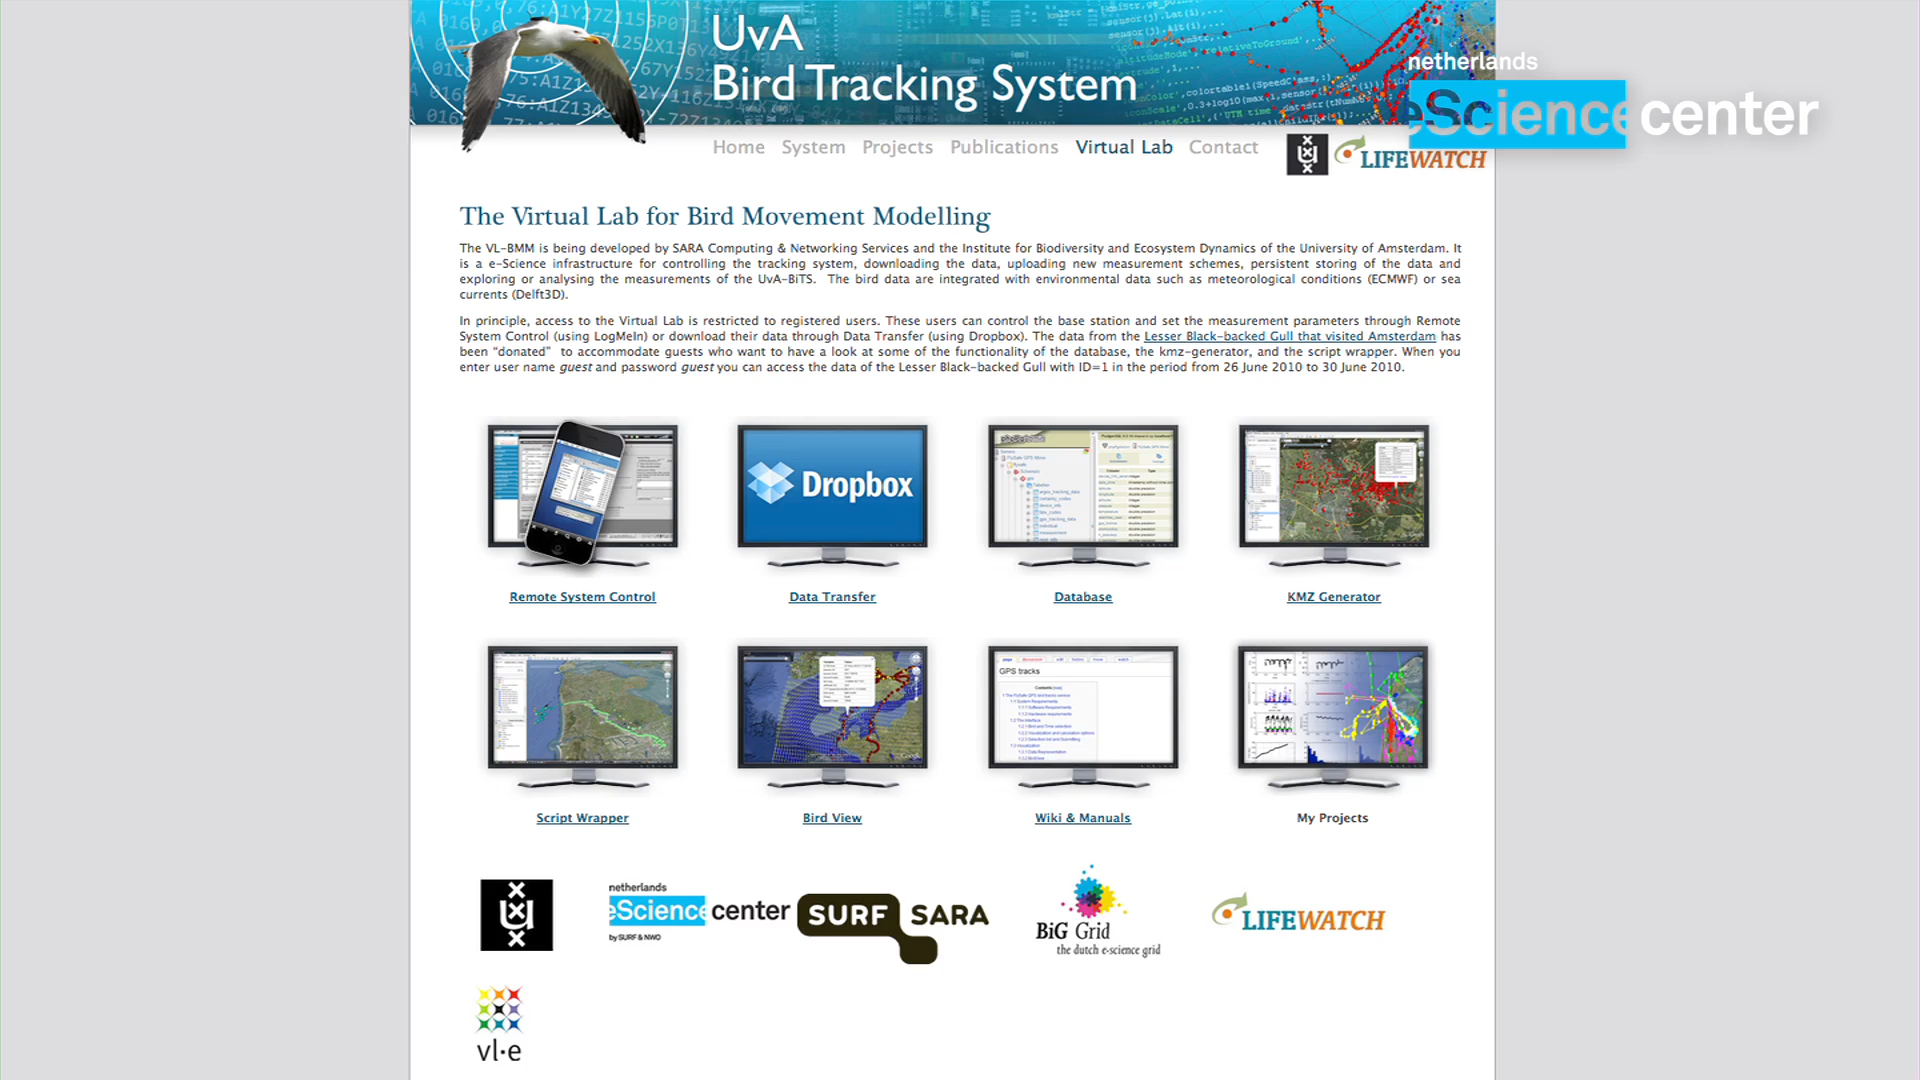 UvA
Bird Tracking System
netherlands
eScience center
Home System Projects Publications Virtual Lab Contact
LIFEWATCH
The Virtual Lab for Bird Movement Modelling
The VL-BMM is being developed by SARA Computing & Networking Services and the Institute for Biodiversity and Ecosystem Dynamics of the University of Amsterdam. It
is a e-Science infrastructure for controlling the tracking system, downloading the data, uploading new measurement schemes, persistent storing of the data and
exploring or analysing the measurements of the UvA-BiTS. The bird data are integrated with environmental data such as meteorological conditions (ECMWF) or sea
currents (Delft3D).
In principle, access to the Virtual Lab is restricted to registered users. These users can control the base station and set the measurement parameters through Remote
System Control (using LogMeIn) or download their data through Data Transfer (using Dropbox). The data from the Lesser Black-backed Gull that visited Amsterdam has
been “donated” to accommodate guests who want to have a look at some of the functionality of the database, the kmz-generator, and the script wrapper. When you
enter user name guest and password guest you can access the data of the Lesser Black-backed Gull with ID=1 in the period from 26 June 2010 to 30 June 2010.
Dropbox
Remote System Control
Data Transfer
Database
KMZ Generator
GPS tracks
Script Wrapper
Bird View
Wiki & Manuals
My Projects
netherlands
eScience center
by SURF & NWO
SURF SARA
BiG Grid
the dutch e-science grid
LIFEWATCH
vl·e